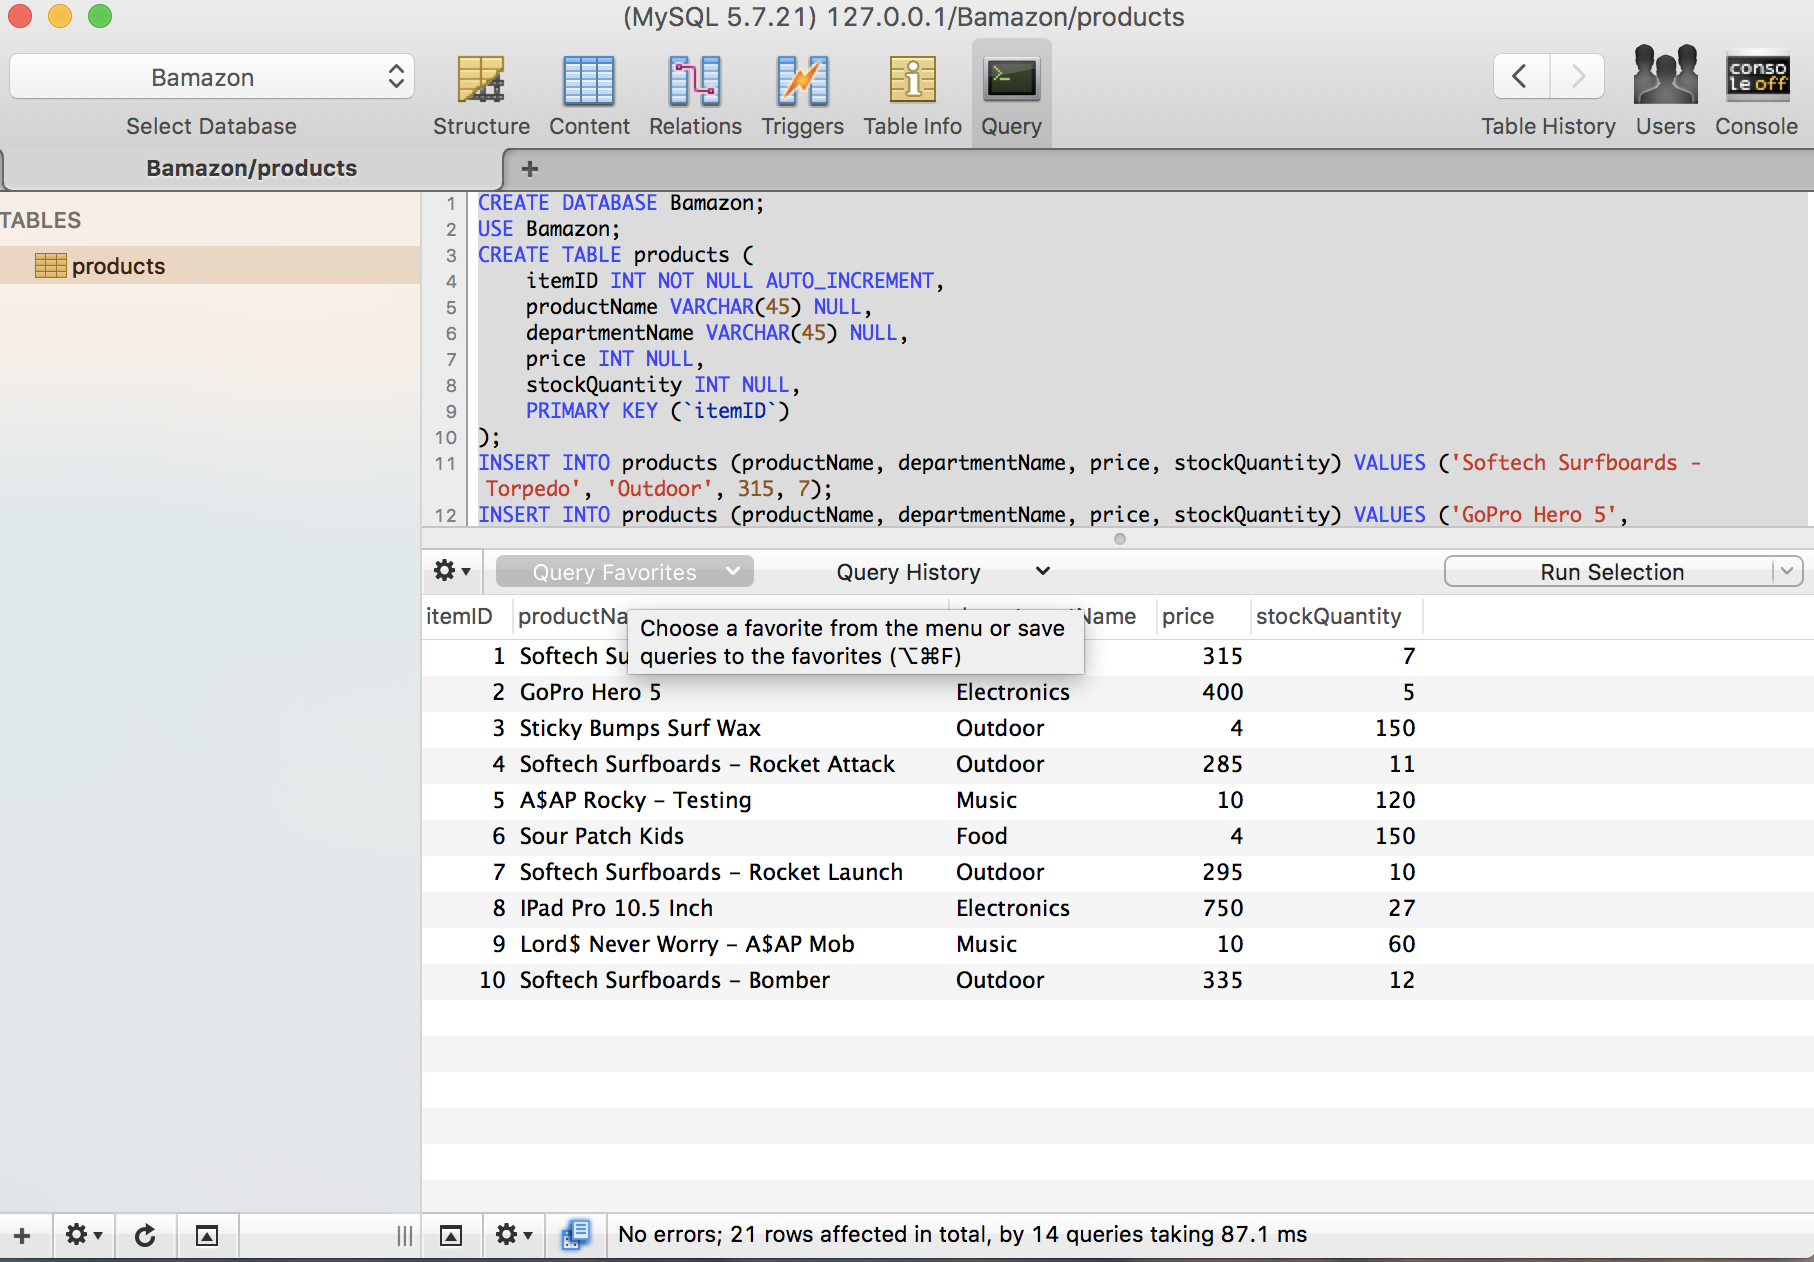 (MySQL 5.7.21) 127.0.0.1/Bamazon/products
Bamazon
Select Database
Structure
Content
Relations
Triggers
Table Info
Query
Table History
Users
conso
le off
Console
Bamazon/products
+
TABLES
products
1 CREATE DATABASE Bamazon;
2 USE Bamazon;
3 CREATE TABLE products (
4 itemID INT NOT NULL AUTO_INCREMENT,
5 productName VARCHAR(45) NULL,
6 departmentName VARCHAR(45) NULL,
7 price INT NULL,
8 stockQuantity INT NULL,
9 PRIMARY KEY (`itemID`)
10 );
11 INSERT INTO products (productName, departmentName, price, stockQuantity) VALUES ('Softech Surfboards -
Torpedo', 'Outdoor', 315, 7);
12 INSERT INTO products (productName, departmentName, price, stockQuantity) VALUES ('GoPro Hero 5',
Query Favorites
Query History
Run Selection
itemID productNa Name price stockQuantity
Choose a favorite from the menu or save
queries to the favorites (⌥⌘F)
1 Softech Su 315 7
2 GoPro Hero 5 Electronics 400 5
3 Sticky Bumps Surf Wax Outdoor 4 150
4 Softech Surfboards – Rocket Attack Outdoor 285 11
5 A$AP Rocky – Testing Music 10 120
6 Sour Patch Kids Food 4 150
7 Softech Surfboards – Rocket Launch Outdoor 295 10
8 IPad Pro 10.5 Inch Electronics 750 27
9 Lord$ Never Worry – A$AP Mob Music 10 60
10 Softech Surfboards – Bomber Outdoor 335 12
No errors; 21 rows affected in total, by 14 queries taking 87.1 ms